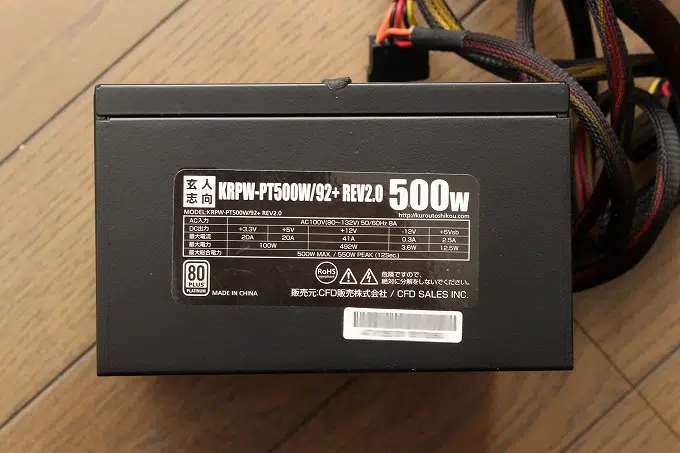 玄人志向
KRPW-PT500W/92+ REV2.0 500W
http://kuroutoshikou.com
MODEL:KRPW-PT500W/92+ REV2.0
AC入力 AC100V(90~132V) 50/60Hz 8A
DC出力 +3.3V +5V +12V -12V +5Vsb
最大電流 20A 20A 41A 0.3A 2.5A
最大電力 100W 492W 3.6W 12.5W
最大総合電力 500W MAX. / 550W PEAK (12Sec.)
80
PLUS
PLATINUM
MADE IN CHINA
RoHS
compliant
危険ですので、
絶対に分解をしないでください。
販売元:CFD販売株式会社 / CFD SALES INC.